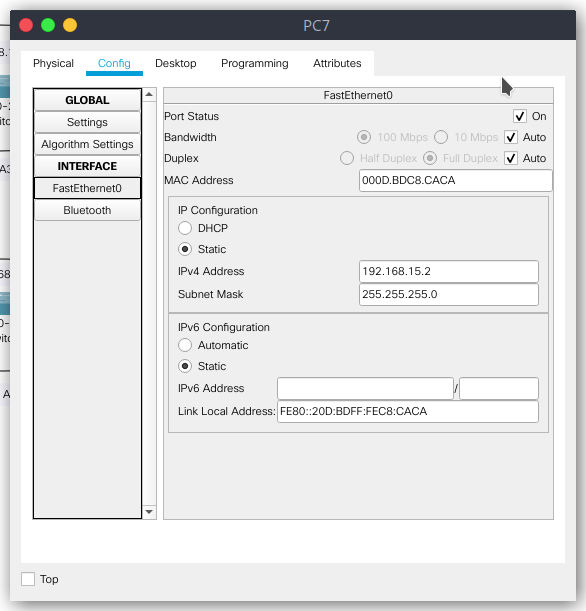 PC7
Physical Config Desktop Programming Attributes
GLOBAL
Settings
Algorithm Settings
INTERFACE
FastEthernet0
Bluetooth
FastEthernet0
Port Status On
Bandwidth 100 Mbps 10 Mbps Auto
Duplex Half Duplex Full Duplex Auto
MAC Address 000D.BDC8.CACA
IP Configuration
DHCP
Static
IPv4 Address 192.168.15.2
Subnet Mask 255.255.255.0
IPv6 Configuration
Automatic
Static
IPv6 Address /
Link Local Address: FE80::20D:BDFF:FEC8:CACA
Top